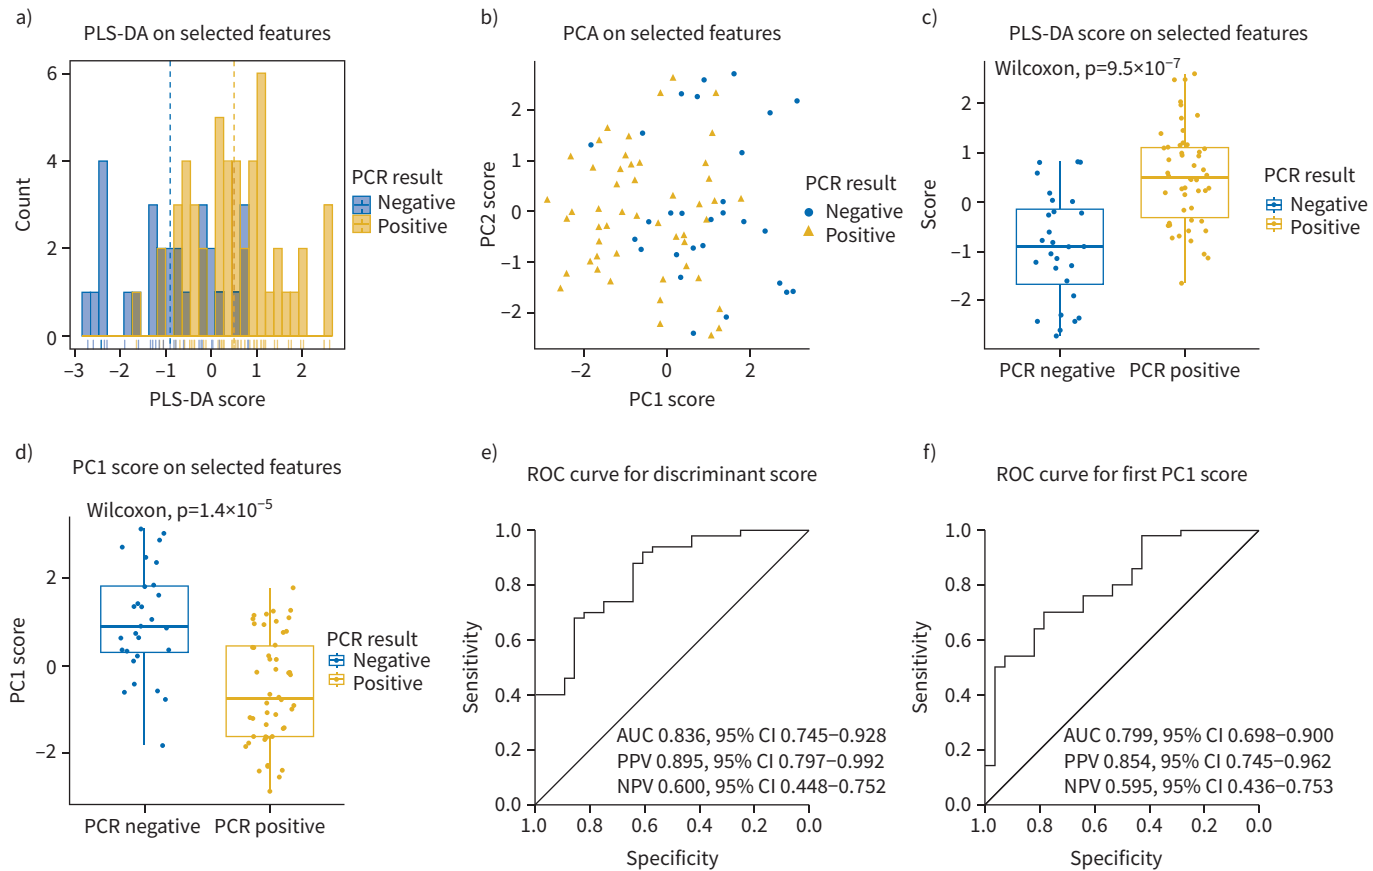 a)
PLS-DA on selected features
6
4
2
0
Count
−3 −2 −1 0 1 2
PLS-DA score
PCR result
Negative
Positive
b)
PCA on selected features
2
1
0
−1
−2
PC2 score
−2 0 2
PC1 score
PCR result
Negative
Positive
c)
PLS-DA score on selected features
Wilcoxon, p=9.5×10⁻⁷
2
1
0
−1
−2
Score
PCR negative PCR positive
PCR result
Negative
Positive
d)
PC1 score on selected features
Wilcoxon, p=1.4×10⁻⁵
2
0
−2
PC1 score
PCR negative PCR positive
PCR result
Negative
Positive
e)
ROC curve for discriminant score
1.0
0.8
0.6
0.4
0.2
0.0
Sensitivity
AUC 0.836, 95% CI 0.745−0.928
PPV 0.895, 95% CI 0.797−0.992
NPV 0.600, 95% CI 0.448−0.752
1.0 0.8 0.6 0.4 0.2 0.0
Specificity
f)
ROC curve for first PC1 score
1.0
0.8
0.6
0.4
0.2
0.0
Sensitivity
AUC 0.799, 95% CI 0.698−0.900
PPV 0.854, 95% CI 0.745−0.962
NPV 0.595, 95% CI 0.436−0.753
1.0 0.8 0.6 0.4 0.2 0.0
Specificity